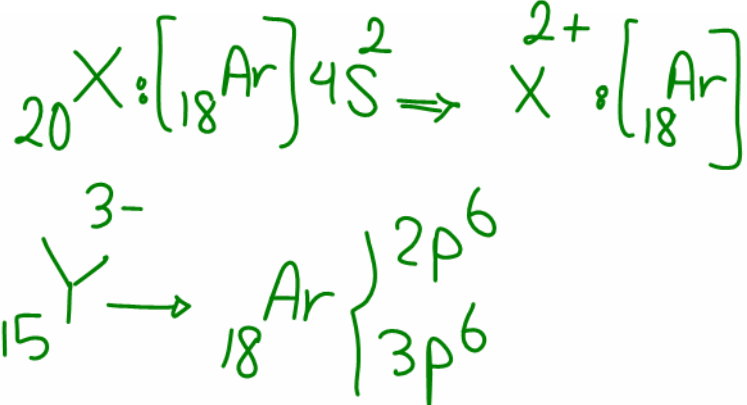 ₂₀X:[₁₈Ar]4S² ⇒ X²⁺:[₁₈Ar]
₁₅Y³⁻ → ₁₈Ar { 2p⁶
3p⁶